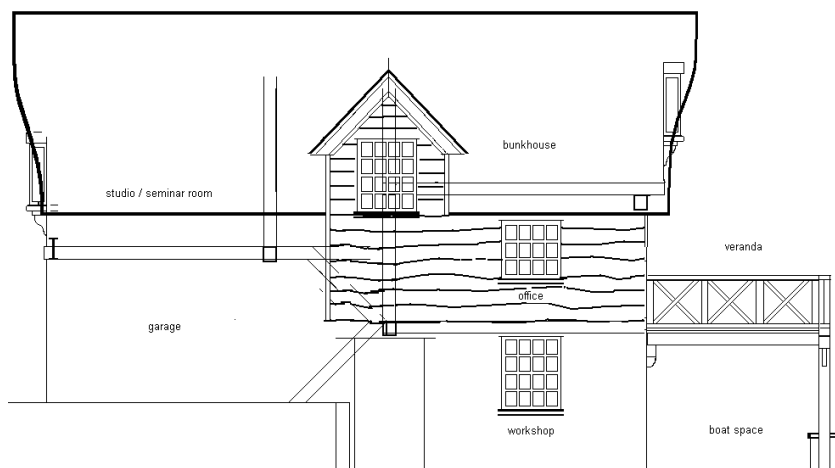 bunkhouse
studio / seminar room
veranda
office
garage
workshop
boat space